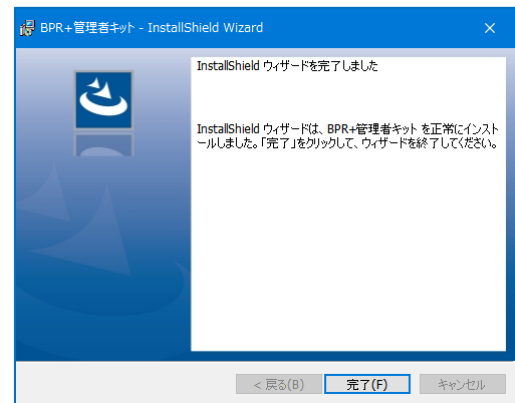 BPR+管理者キット - InstallShield Wizard
InstallShield ウィザードを完了しました
InstallShield ウィザードは、BPR+管理者キット を正常にインスト
ールしました。「完了」をクリックして、ウィザードを終了してください。
< 戻る(B)
完了(F)
キャンセル